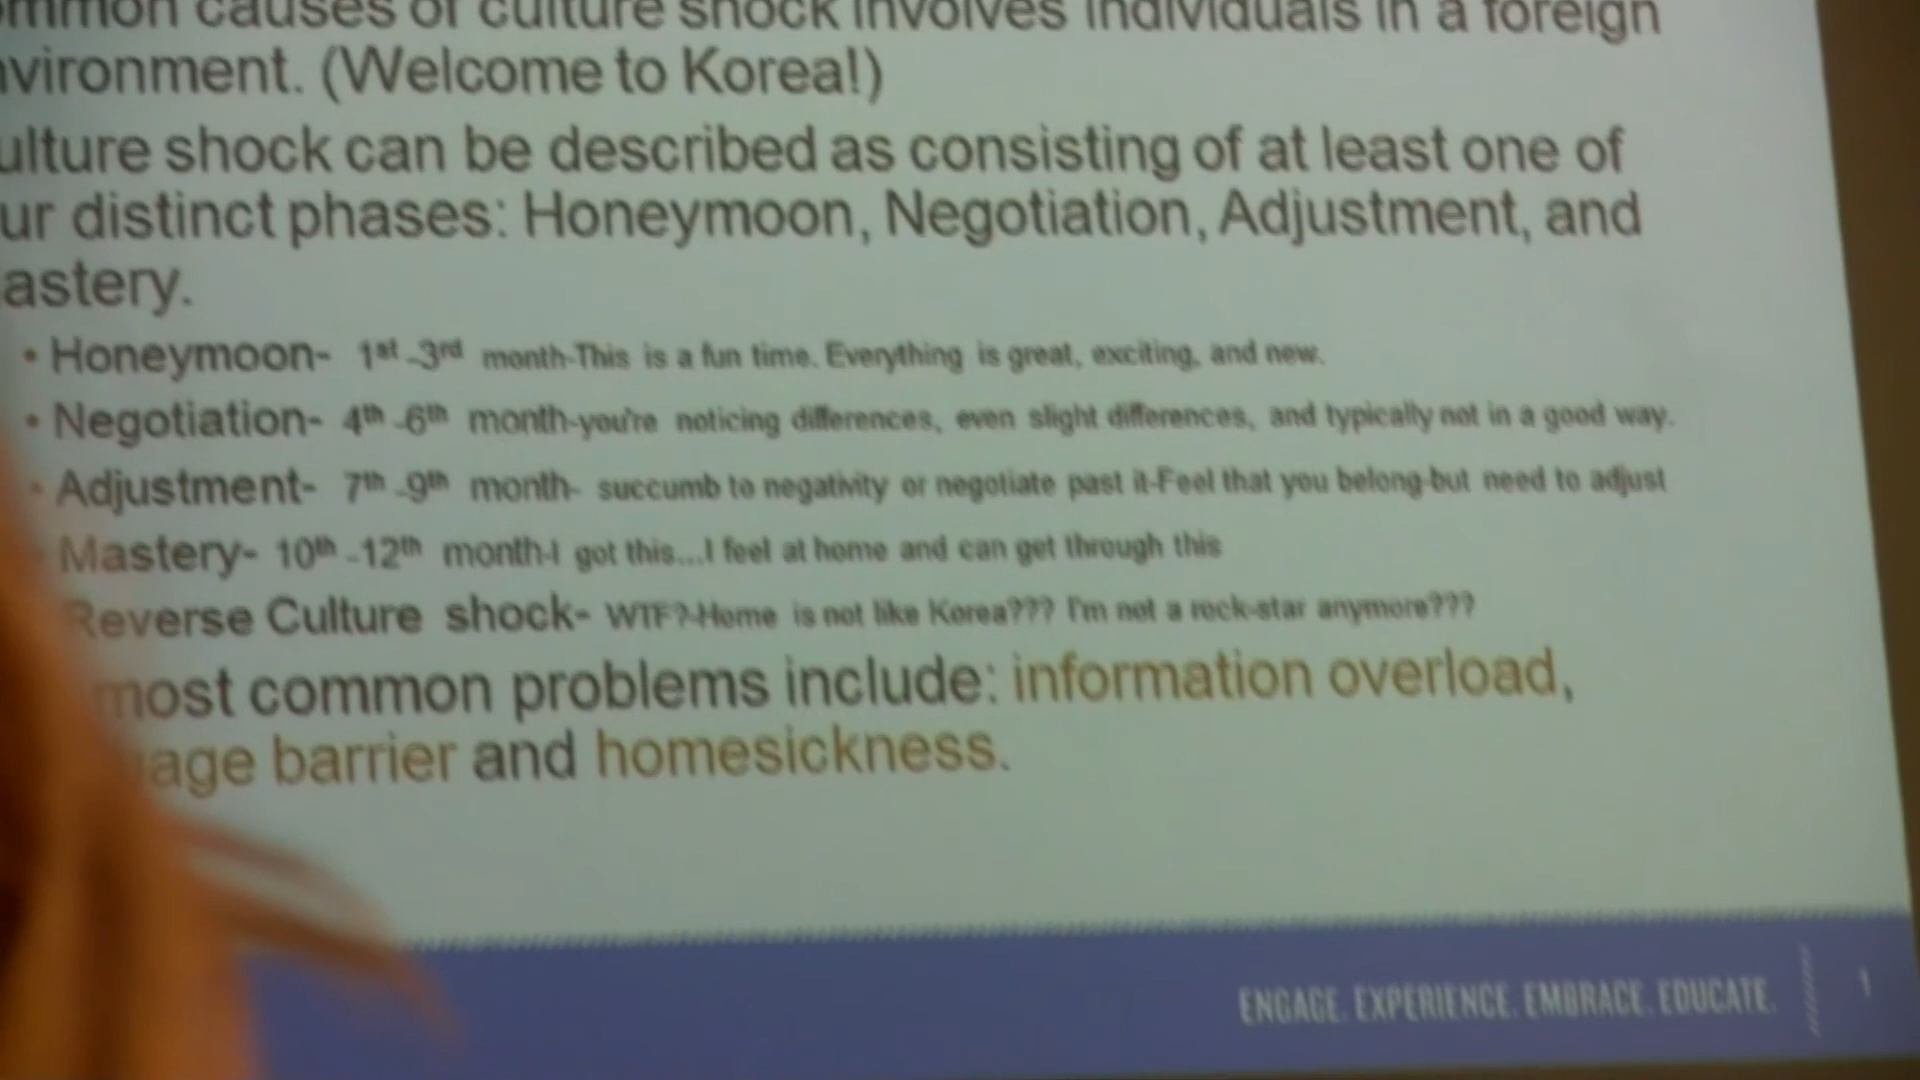 mmon causes of culture shock involves individuals in a foreign
vironment. (Welcome to Korea!)
ulture shock can be described as consisting of at least one of
ur distinct phases: Honeymoon, Negotiation, Adjustment, and
astery.
• Honeymoon- 1st -3rd month-This is a fun time. Everything is great, exciting, and new.
• Negotiation- 4th -6th month-you're noticing differences, even slight differences, and typically not in a good way.
• Adjustment- 7th -9th month- succumb to negativity or negotiate past it-Feel that you belong-but need to adjust
Mastery- 10th -12th month-I got this...I feel at home and can get through this
Reverse Culture shock- WTF?-Home is not like Korea??? I'm not a rock-star anymore???
most common problems include: information overload,
age barrier and homesickness.
ENGAGE. EXPERIENCE. EMBRACE. EDUCATE. 1